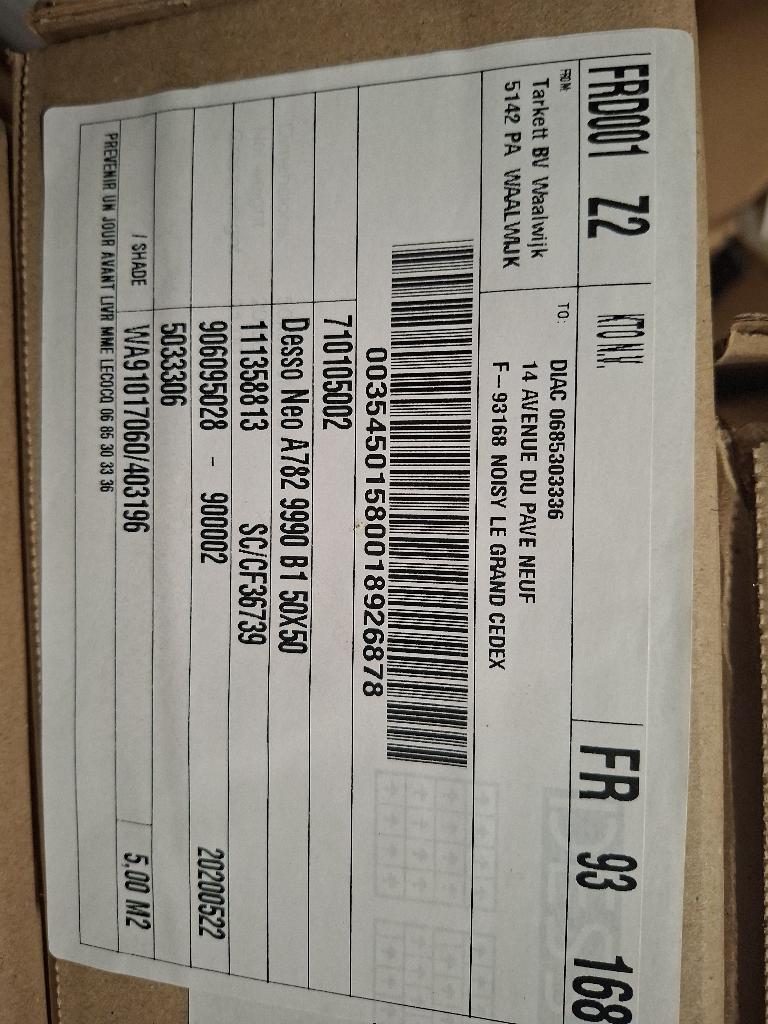 FRD001 Z2 KTO N.V. FR 93 168
FROM:
Tarkett BV Waalwijk
5142 PA WAALWIJK
TO:
DIAC 0685303336
14 AVENUE DU PAVE NEUF
F-93168 NOISY LE GRAND CEDEX
00354501580018926878
710105002
Desso Neo A782 9990 B1 50X50
111358813 SC/CF36739
906095028 - 900002 20200522
5033306
/ SHADE WA91017060/403196 5,00 M2
PREVENIR UN JOUR AVANT LIVR MME LECOCQ 06 85 30 33 36